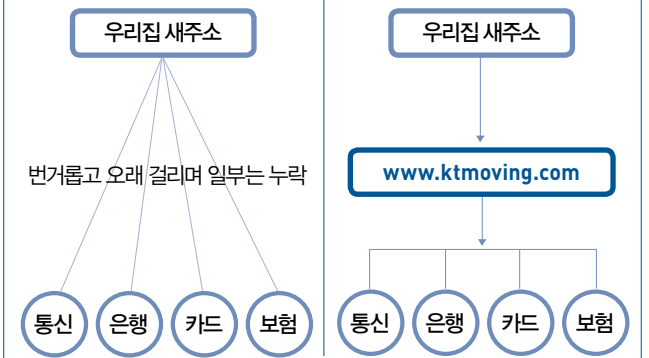 우리집 새주소
번거롭고 오래 걸리며 일부는 누락
통신
은행
카드
보험
우리집 새주소
www.ktmoving.com
통신
은행
카드
보험